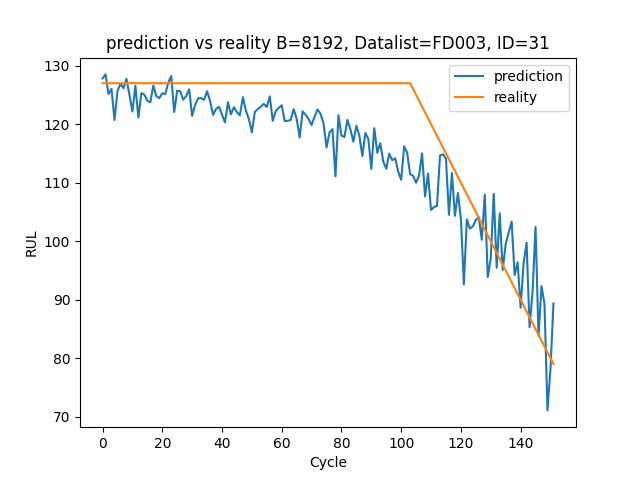 prediction vs reality B=8192, Datalist=FD003, ID=31
prediction
reality
130
120
110
100
90
80
70
RUL
0 20 40 60 80 100 120 140
Cycle